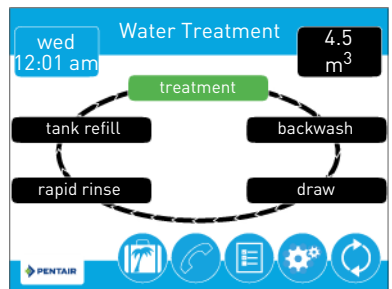 wed
12:01 am
Water Treatment
4.5
m3
treatment
tank refill
backwash
rapid rinse
draw
PENTAIR